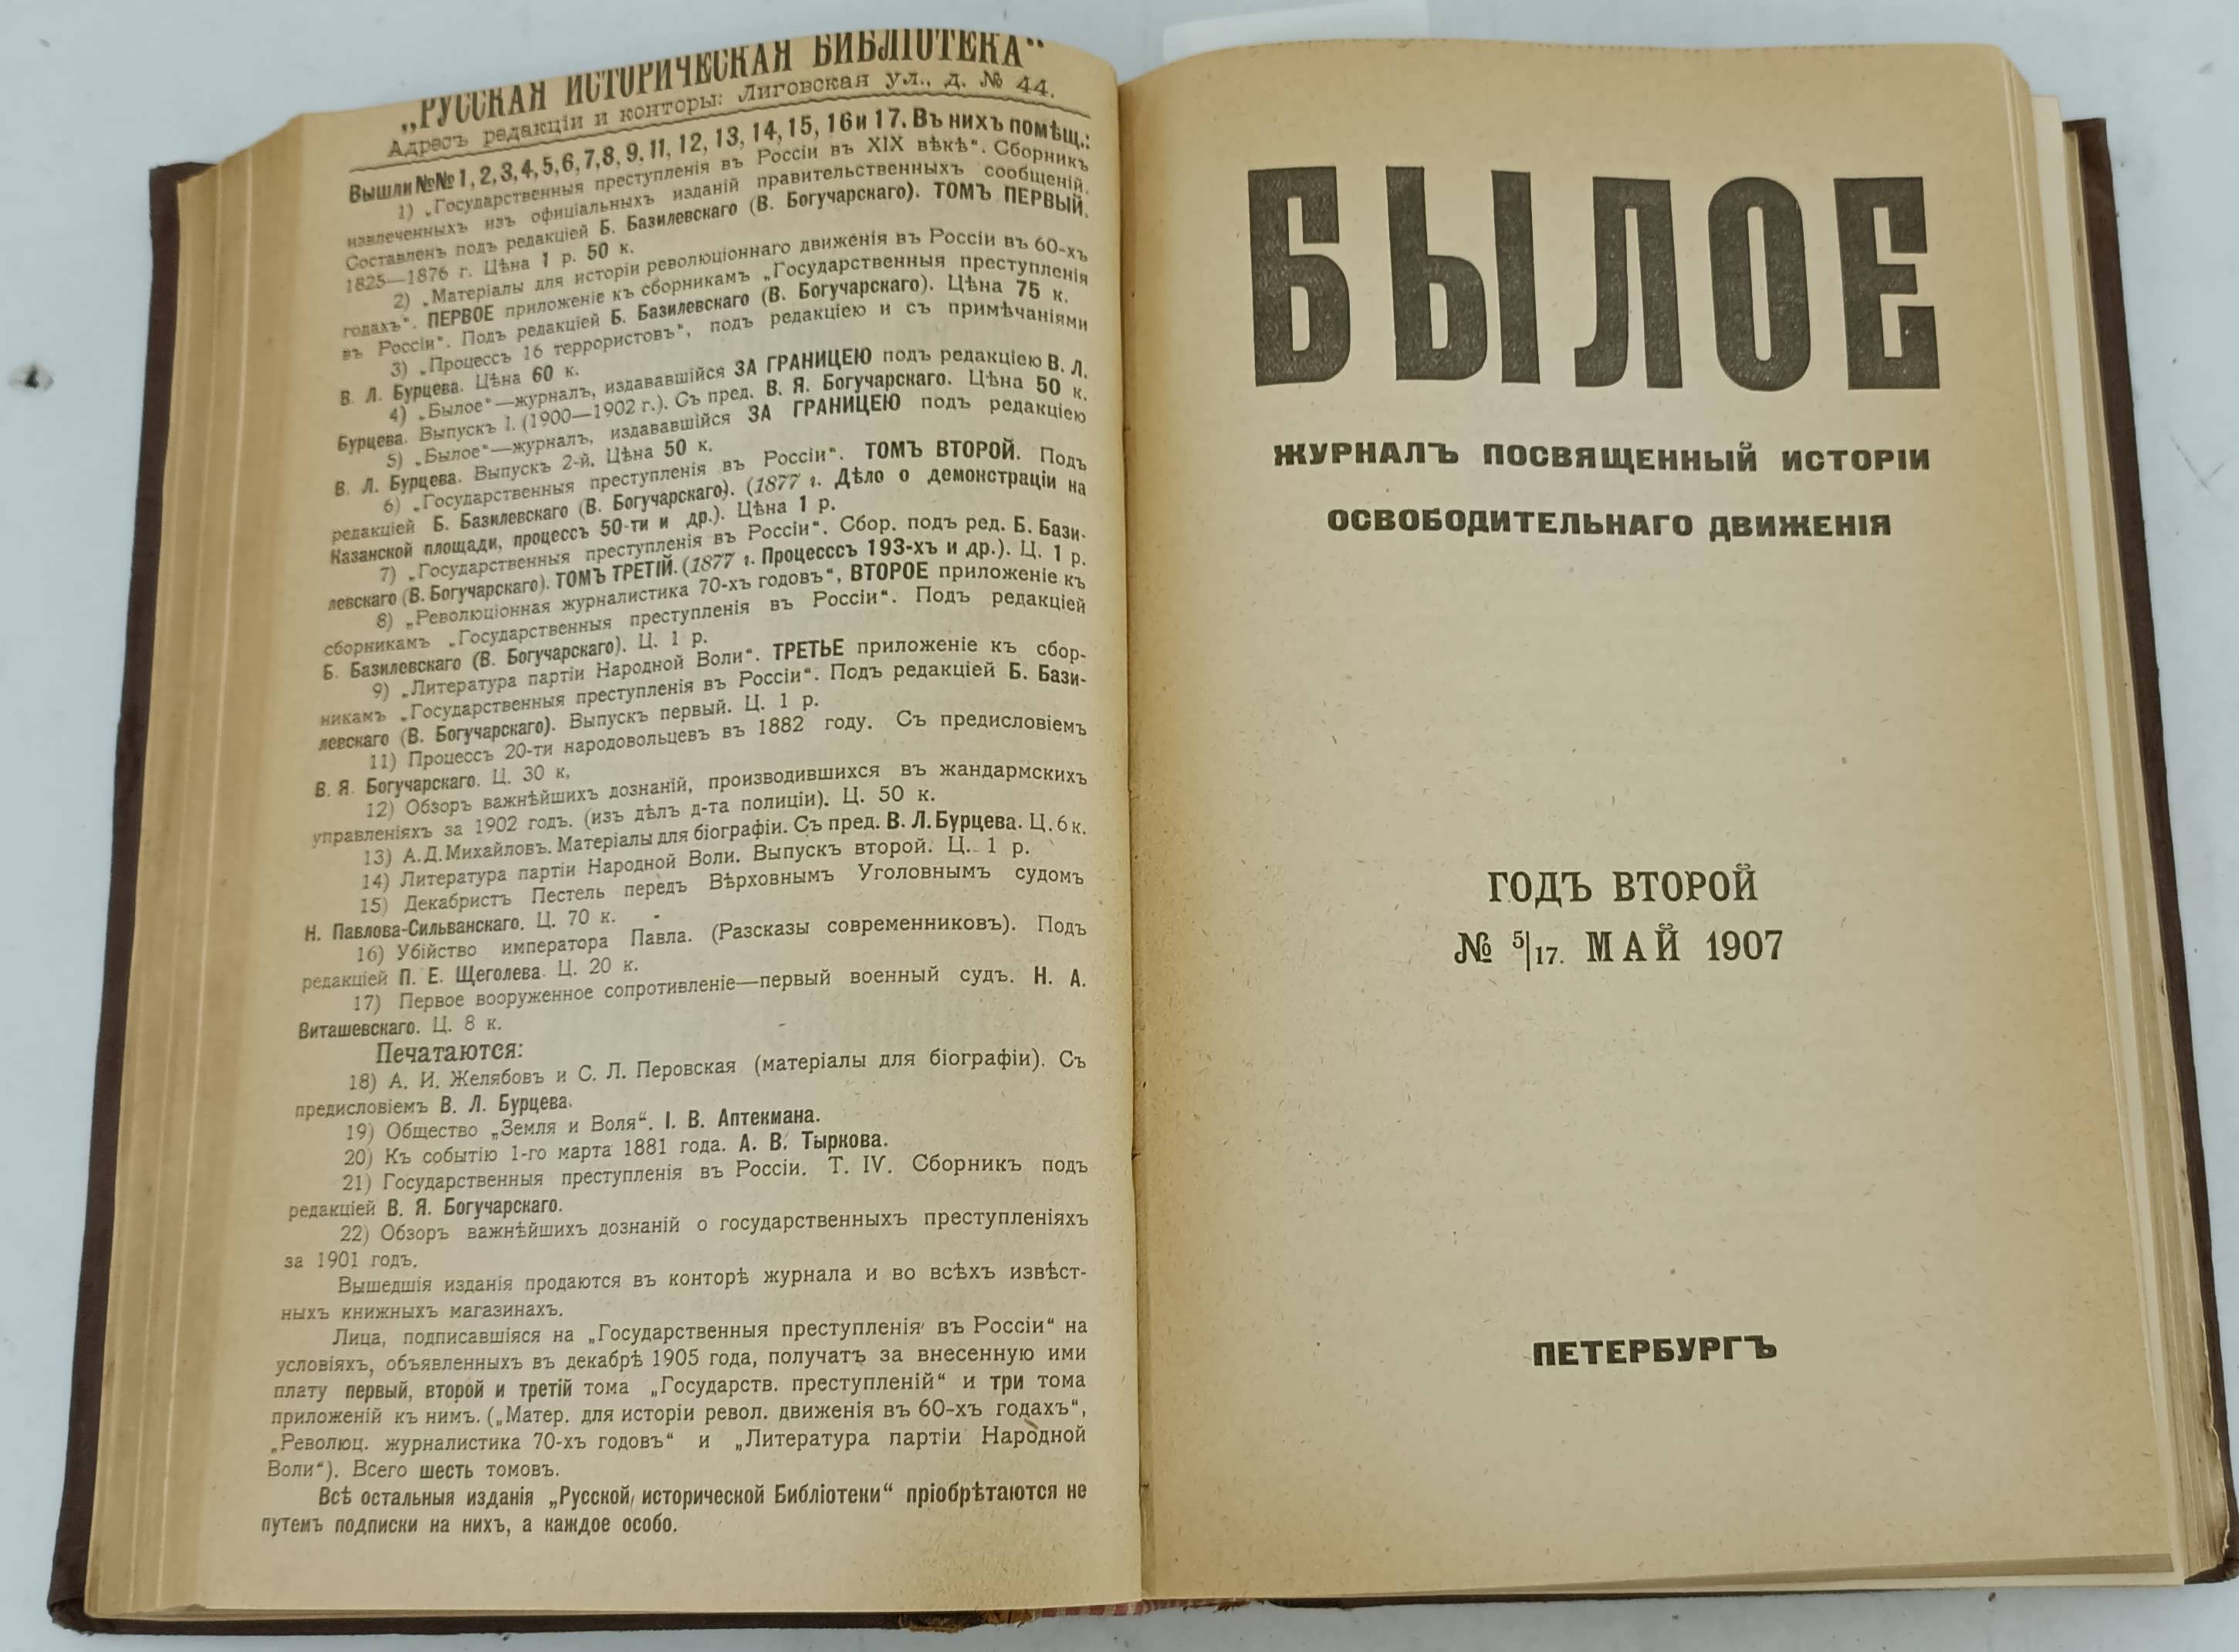 „РУССКАЯ ИСТОРИЧЕСКАЯ БИБЛІОТЕКА“
Адресъ редакціи и конторы: Лиговская ул., д. № 44.
Вышли №№ 1, 2, 3, 4, 5, 6, 7, 8, 9, 11, 12, 13, 14, 15, 16 и 17. Въ нихъ помѣщ.:
1) „Государственныя преступленія въ Россіи въ XIX вѣкѣ“. Сборникъ
извлеченныхъ изъ офиціальныхъ изданій правительственныхъ сообщеній.
Составленъ подъ редакціей Б. Базилевскаго (В. Богучарскаго). ТОМЪ ПЕРВЫЙ.
1825—1876 г. Цѣна 1 р. 50 к.
2) „Матеріалы для исторіи революціоннаго движенія въ Россіи въ 60-хъ
годахъ“. ПЕРВОЕ приложеніе къ сборникамъ „Государственныя преступленія
въ Россіи“. Подъ редакціей Б. Базилевскаго (В. Богучарскаго). Цѣна 75 к.
3) „Процессъ 16 террористовъ“, подъ редакціею и съ примѣчаніями
В. Л. Бурцева. Цѣна 60 к.
4) „Былое“—журналъ, издававшійся ЗА ГРАНИЦЕЮ подъ редакціею В. Л.
Бурцева. Выпускъ I. (1900—1902 г.). Съ пред. В. Я. Богучарскаго. Цѣна 50 к.
5) „Былое“—журналъ, издававшійся ЗА ГРАНИЦЕЮ подъ редакціею
В. Л. Бурцева. Выпускъ 2-й. Цѣна 50 к.
6) „Государственныя преступленія въ Россіи“. ТОМЪ ВТОРОЙ. Подъ
редакціей Б. Базилевскаго (В. Богучарскаго). (1877 г. Дѣло о демонстраціи на
Казанской площади, процессъ 50-ти и др.). Цѣна 1 р.
7) „Государственныя преступленія въ Россіи“. Сбор. подъ ред. Б. Бази-
левскаго (В. Богучарскаго). ТОМЪ ТРЕТІЙ. (1877 г. Процесссъ 193-хъ и др.). Ц. 1 р.
8) „Революціонная журналистика 70-хъ годовъ“, ВТОРОЕ приложеніе къ
сборникамъ „Государственныя преступленія въ Россіи“. Подъ редакціей
Б. Базилевскаго (В. Богучарскаго). Ц. 1 р.
9) „Литература партіи Народной Воли“. ТРЕТЬЕ приложеніе къ сбор-
никамъ „Государственныя преступленія въ Россіи“. Подъ редакціей Б. Бази-
левскаго (В. Богучарскаго). Выпускъ первый. Ц. 1 р.
11) Процессъ 20-ти народовольцевъ въ 1882 году. Съ предисловіемъ
В. Я. Богучарскаго. Ц. 30 к,
12) Обзоръ важнѣйшихъ дознаній, производившихся въ жандармскихъ
управленіяхъ за 1902 годъ. (изъ дѣлъ д-та полиціи). Ц. 50 к.
13) А. Д. Михайловъ. Матеріалы для біографіи. Съ пред. В. Л. Бурцева. Ц. 6 к.
14) Литература партіи Народной Воли. Выпускъ второй. Ц. 1 р.
15) Декабристъ Пестель передъ Вѣрховнымъ Уголовнымъ судомъ
Н. Павлова-Сильванскаго. Ц. 70 к.
16) Убійство императора Павла. (Разсказы современниковъ). Подъ
редакціей П. Е. Щеголева. Ц. 20 к.
17) Первое вооруженное сопротивленіе—первый военный судъ. Н. А.
Виташевскаго. Ц. 8 к.
Печатаются:
18) А. И. Желябовъ и С. Л. Перовская (матеріалы для біографіи). Съ
предисловіемъ В. Л. Бурцева.
19) Общество „Земля и Воля“. І. В. Аптекмана.
20) Къ событію 1-го марта 1881 года. А. В. Тыркова.
21) Государственныя преступленія въ Россіи. Т. IV. Сборникъ подъ
редакціей В. Я. Богучарскаго.
22) Обзоръ важнѣйшихъ дознаній о государственныхъ преступленіяхъ
за 1901 годъ.
Вышедшія изданія продаются въ конторѣ журнала и во всѣхъ извѣст-
ныхъ книжныхъ магазинахъ.
Лица, подписавшіяся на „Государственныя преступленія въ Россіи“ на
условіяхъ, объявленныхъ въ декабрѣ 1905 года, получатъ за внесенную ими
плату первый, второй и третій тома „Государств. преступленій“ и три тома
приложеній къ нимъ. („Матер. для исторіи револ. движенія въ 60-хъ годахъ“,
„Революц. журналистика 70-хъ годовъ“ и „Литература партіи Народной
Воли“). Всего шесть томовъ.
Всѣ остальныя изданія „Русской исторической Библіотеки“ пріобрѣтаются не
путемъ подписки на нихъ, а каждое особо.
БЫЛОЕ
ЖУРНАЛЪ ПОСВЯЩЕННЫЙ ИСТОРІИ
ОСВОБОДИТЕЛЬНАГО ДВИЖЕНІЯ
ГОДЪ ВТОРОЙ
№ 5/17. МАЙ 1907
ПЕТЕРБУРГЪ